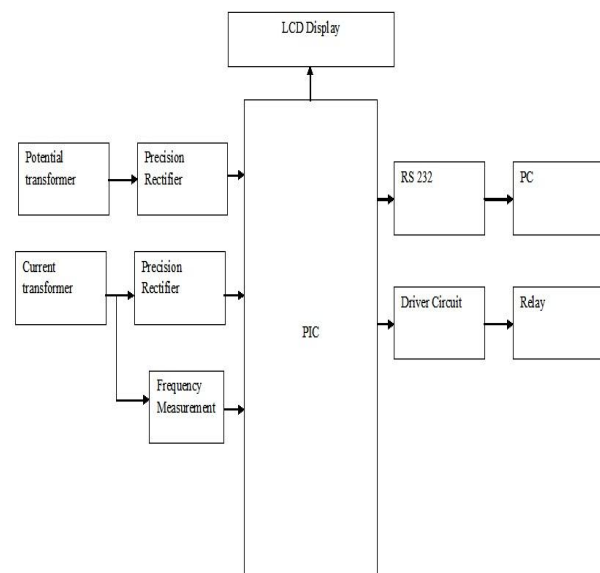 LCD Display
Potential
transformer
Precision
Rectifier
RS 232
PC
Current
transformer
Precision
Rectifier
PIC
Driver Circuit
Relay
Frequency
Measurement